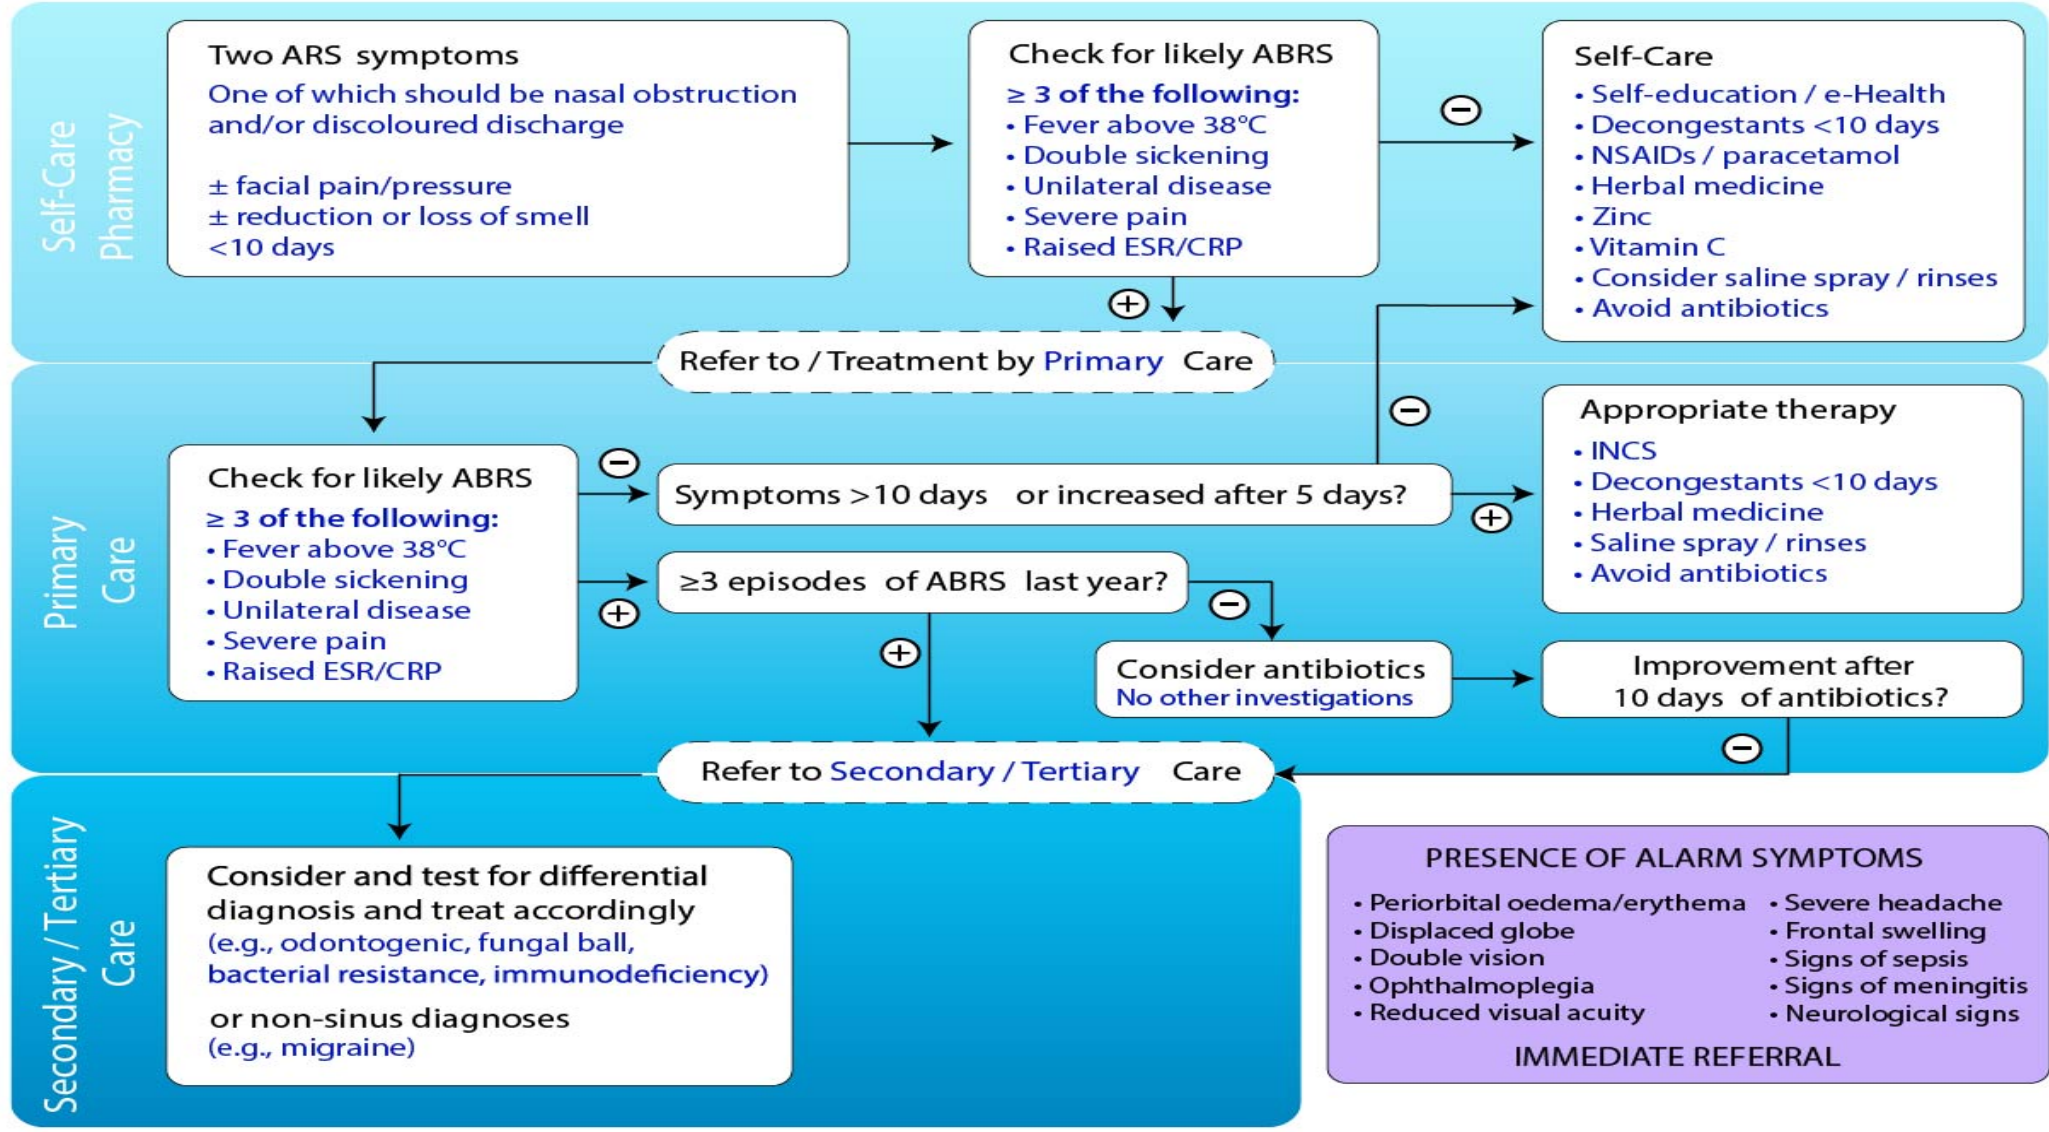 Self-Care
Pharmacy
Two ARS symptoms
One of which should be nasal obstruction
and/or discoloured discharge
± facial pain/pressure
± reduction or loss of smell
<10 days
Check for likely ABRS
≥ 3 of the following:
• Fever above 38°C
• Double sickening
• Unilateral disease
• Severe pain
• Raised ESR/CRP
−
+
Self-Care
• Self-education / e-Health
• Decongestants <10 days
• NSAIDs / paracetamol
• Herbal medicine
• Zinc
• Vitamin C
• Consider saline spray / rinses
• Avoid antibiotics
Refer to / Treatment by Primary Care
Primary
Care
Check for likely ABRS
≥ 3 of the following:
• Fever above 38°C
• Double sickening
• Unilateral disease
• Severe pain
• Raised ESR/CRP
−
+
Symptoms >10 days or increased after 5 days?
−
+
Appropriate therapy
• INCS
• Decongestants <10 days
• Herbal medicine
• Saline spray / rinses
• Avoid antibiotics
≥3 episodes of ABRS last year?
−
+
Consider antibiotics
No other investigations
Improvement after
10 days of antibiotics?
−
Refer to Secondary / Tertiary Care
Secondary / Tertiary
Care
Consider and test for differential
diagnosis and treat accordingly
(e.g., odontogenic, fungal ball,
bacterial resistance, immunodeficiency)
or non-sinus diagnoses
(e.g., migraine)
PRESENCE OF ALARM SYMPTOMS
• Periorbital oedema/erythema
• Displaced globe
• Double vision
• Ophthalmoplegia
• Reduced visual acuity
• Severe headache
• Frontal swelling
• Signs of sepsis
• Signs of meningitis
• Neurological signs
IMMEDIATE REFERRAL